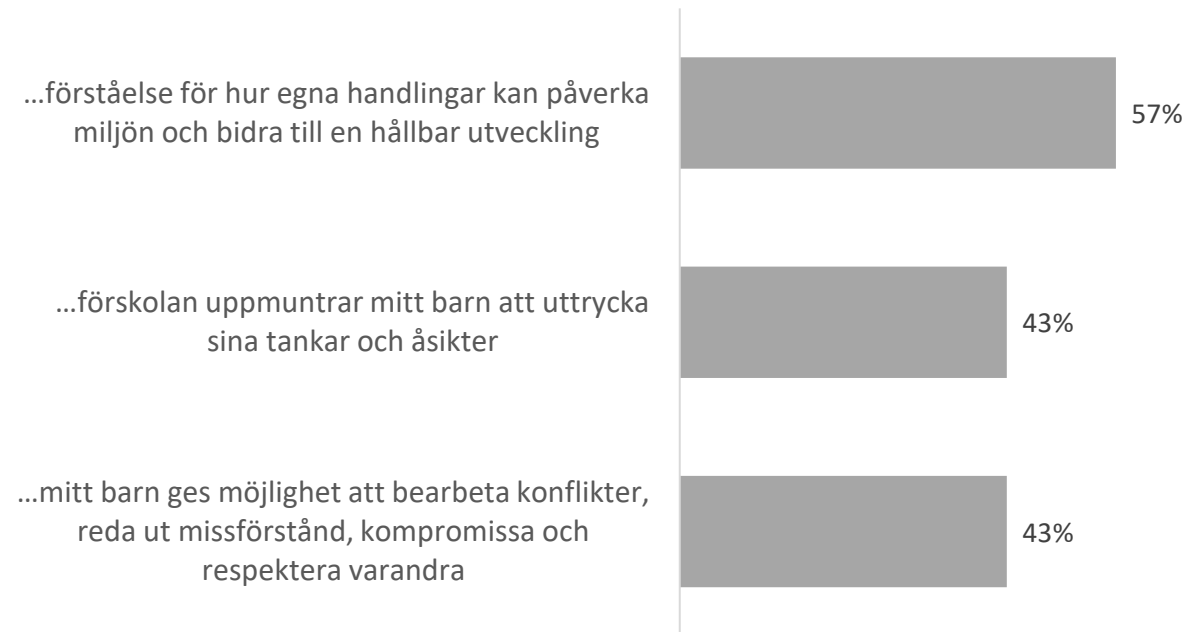 ...förståelse för hur egna handlingar kan påverka
miljön och bidra till en hållbar utveckling
57%
...förskolan uppmuntrar mitt barn att uttrycka
sina tankar och åsikter
43%
...mitt barn ges möjlighet att bearbeta konflikter,
reda ut missförstånd, kompromissa och
respektera varandra
43%